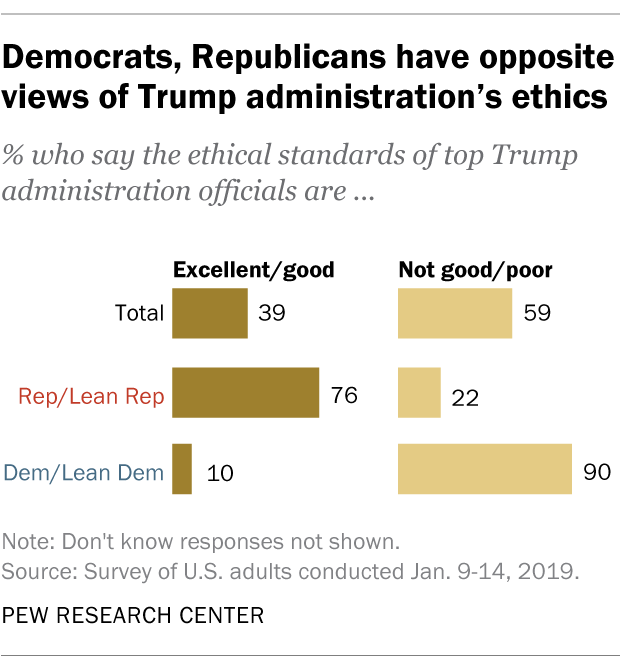 Democrats, Republicans have opposite
views of Trump administration's ethics
% who say the ethical standards of top Trump
administration officials are ...
Excellent/good Not good/poor
Total 39 59
Rep/Lean Rep 76 22
Dem/Lean Dem 10 90
Note: Don't know responses not shown.
Source: Survey of U.S. adults conducted Jan. 9-14, 2019.
PEW RESEARCH CENTER